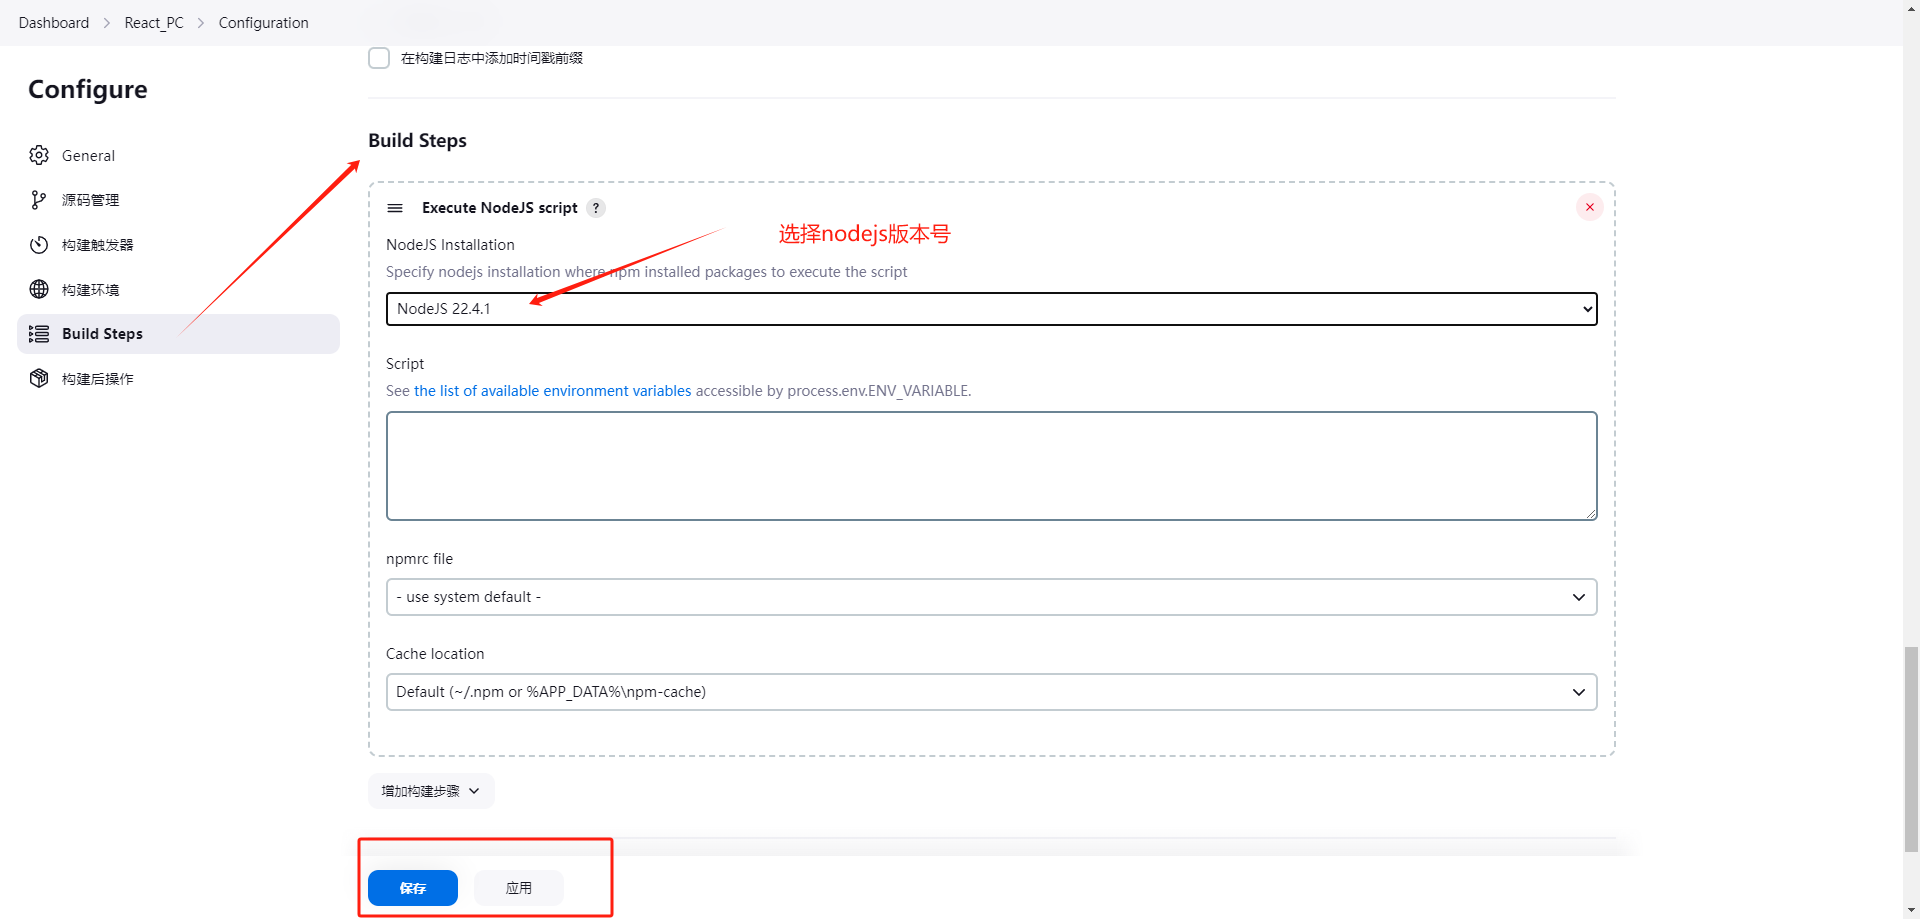 Dashboard > React_PC > Configuration
Configure
General
源码管理
构建触发器
构建环境
Build Steps
构建后操作
在构建日志中添加时间戳前缀
Build Steps
Execute NodeJS script ?
选择nodejs版本号
NodeJS Installation
Specify nodejs installation where npm installed packages to execute the script
NodeJS 22.4.1
Script
See the list of available environment variables accessible by process.env.ENV_VARIABLE.
npmrc file
- use system default -
Cache location
Default (~/.npm or %APP_DATA%\npm-cache)
增加构建步骤
保存
应用